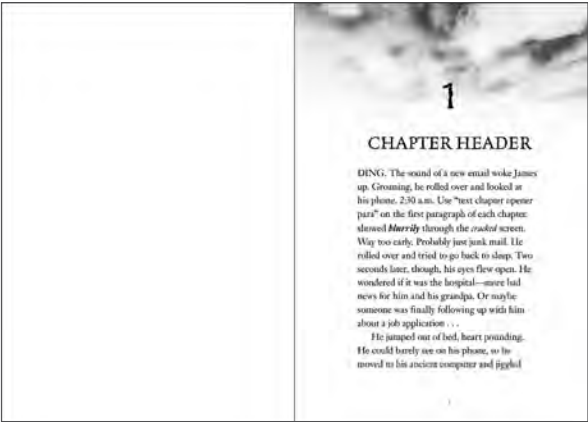 1
CHAPTER HEADER
DING. The sound of a new email woke James
up. Groaning, he rolled over and looked at
his phone. 2:30 a.m. Use “text chapter opener
para” on the first paragraph of each chapter.
showed blurrily through the cracked screen.
Way too early. Probably just junk mail. He
rolled over and tried to go back to sleep. Two
seconds later, though, his eyes flew open. He
wondered if it was the hospital—more bad
news for him and his grandpa. Or maybe
someone was finally following up with him
about a job application . . .
He jumped out of bed, heart pounding.
He could barely see on his phone, so he
moved to his ancient computer and jiggled